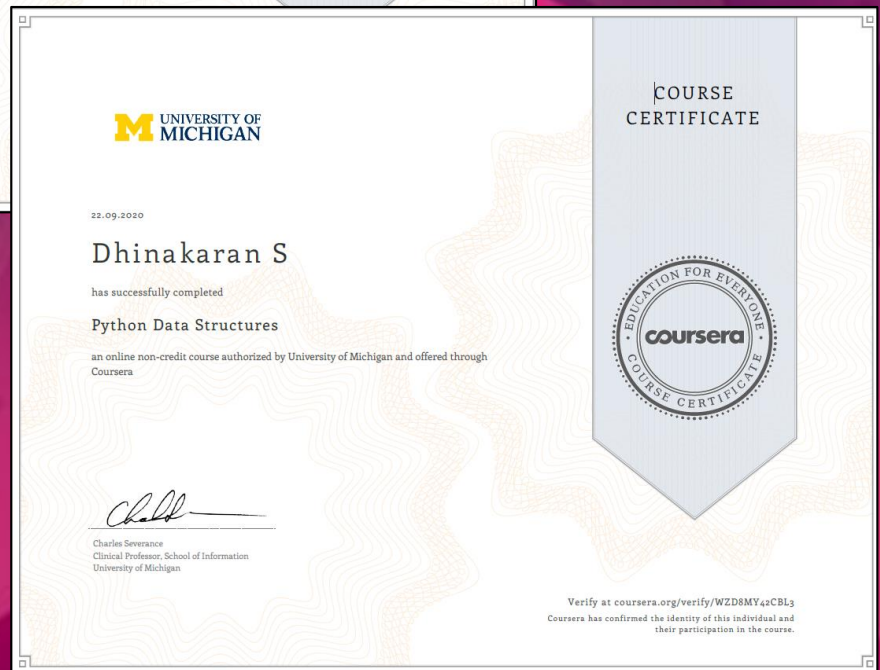 UNIVERSITY OF
MICHIGAN
COURSE
CERTIFICATE
22.09.2020
Dhinakaran S
has successfully completed
Python Data Structures
an online non-credit course authorized by University of Michigan and offered through
Coursera
EDUCATION FOR EVERYONE
coursera
COURSE CERTIFICATE
Charles Severance
Clinical Professor, School of Information
University of Michigan
Verify at coursera.org/verify/WZD8MY42CBL3
Coursera has confirmed the identity of this individual and
their participation in the course.